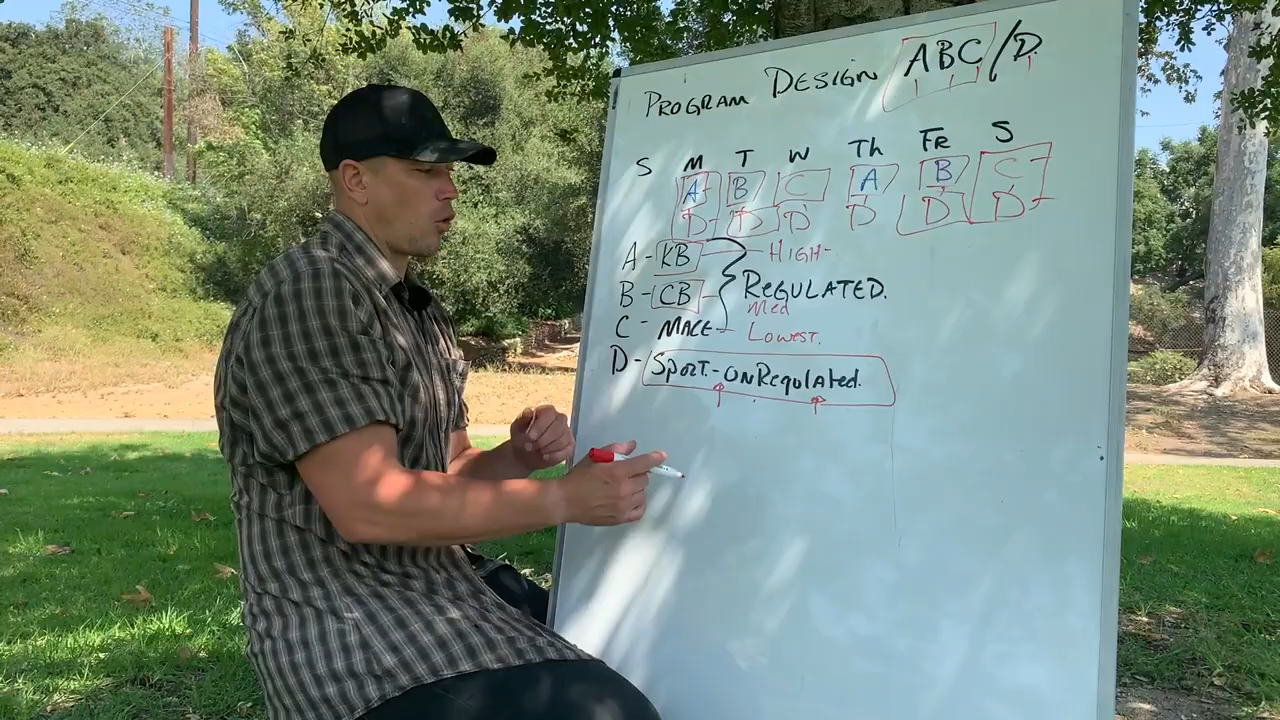 PROGRAM DESIGN ABC/D
S M T W Th Fr S
A B C A B C
D D D D D D
A - KB HIGH-
B - CB REGULATED.
Med
C - MACE - LOWEST.
D - SPORT - UNRegulated.